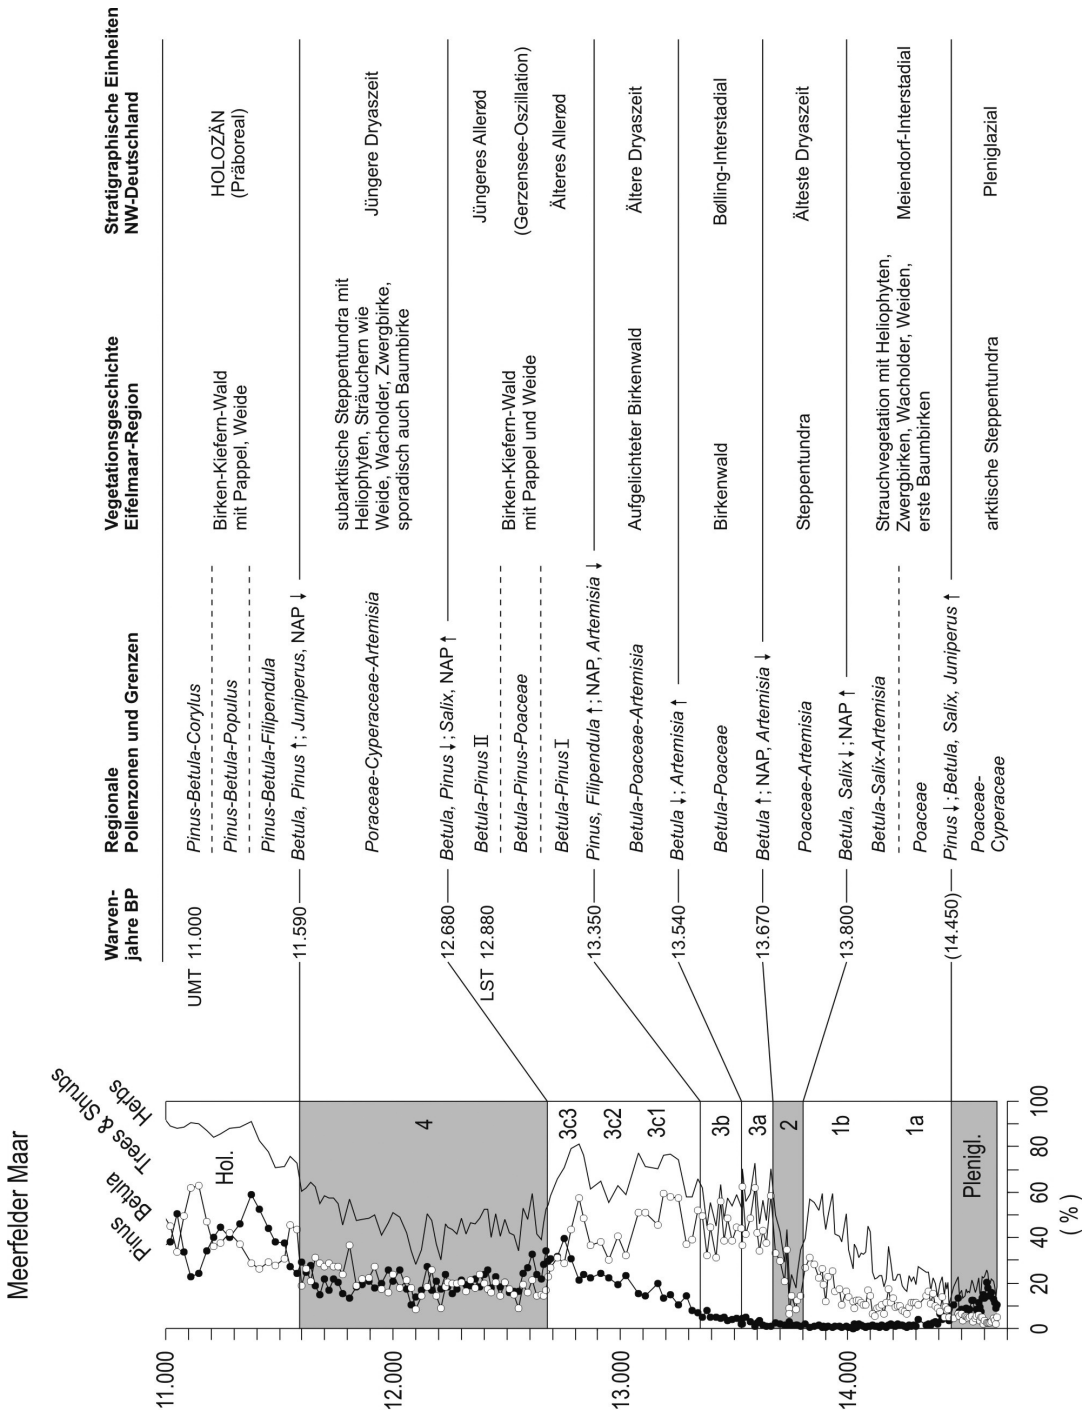 Meerfelder Maar
Pinus
Betula
Trees & Shrubs
Herbs
Hol.
4
3c3
3c2
3c1
3b
3a
2
1b
1a
Plenigl.
11.000
12.000
13.000
14.000
0
20
40
60
80
100
( % )
Warven-
jahre BP
Regionale
Pollenzonen und Grenzen
Vegetationsgeschichte
Eifelmaar-Region
Stratigraphische Einheiten
NW-Deutschland
UMT 11.000
Pinus-Betula-Corylus
Pinus-Betula-Populus
Pinus-Betula-Filipendula
Birken-Kiefern-Wald
mit Pappel, Weide
HOLOZÄN
(Präboreal)
11.590
Betula, Pinus ↑; Juniperus, NAP ↓
Poraceae-Cyperaceae-Artemisia
subarktische Steppentundra mit
Heliophyten, Sträuchern wie
Weide, Wacholder, Zwergbirke,
sporadisch auch Baumbirke
Jüngere Dryaszeit
12.680
Betula, Pinus ↓; Salix, NAP ↑
LST 12.880
Betula-Pinus II
Betula-Pinus-Poaceae
Betula-Pinus I
Birken-Kiefern-Wald
mit Pappel und Weide
Jüngeres Allerød
(Gerzensee-Oszillation)
Älteres Allerød
13.350
Pinus, Filipendula ↑; NAP, Artemisia ↓
Betula-Poaceae-Artemisia
Aufgelichteter Birkenwald
Ältere Dryaszeit
13.540
Betula ↓; Artemisia ↑
Betula-Poaceae
Birkenwald
Bølling-Interstadial
13.670
Betula ↑; NAP, Artemisia ↓
Poaceae-Artemisia
Steppentundra
Älteste Dryaszeit
13.800
Betula, Salix ↓; NAP ↑
Betula-Salix-Artemisia
Poaceae
Strauchvegetation mit Heliophyten,
Zwergbirken, Wacholder, Weiden,
erste Baumbirken
Meiendorf-Interstadial
(14.450)
Pinus ↓; Betula, Salix, Juniperus ↑
Poaceae-
Cyperaceae
arktische Steppentundra
Pleniglazial